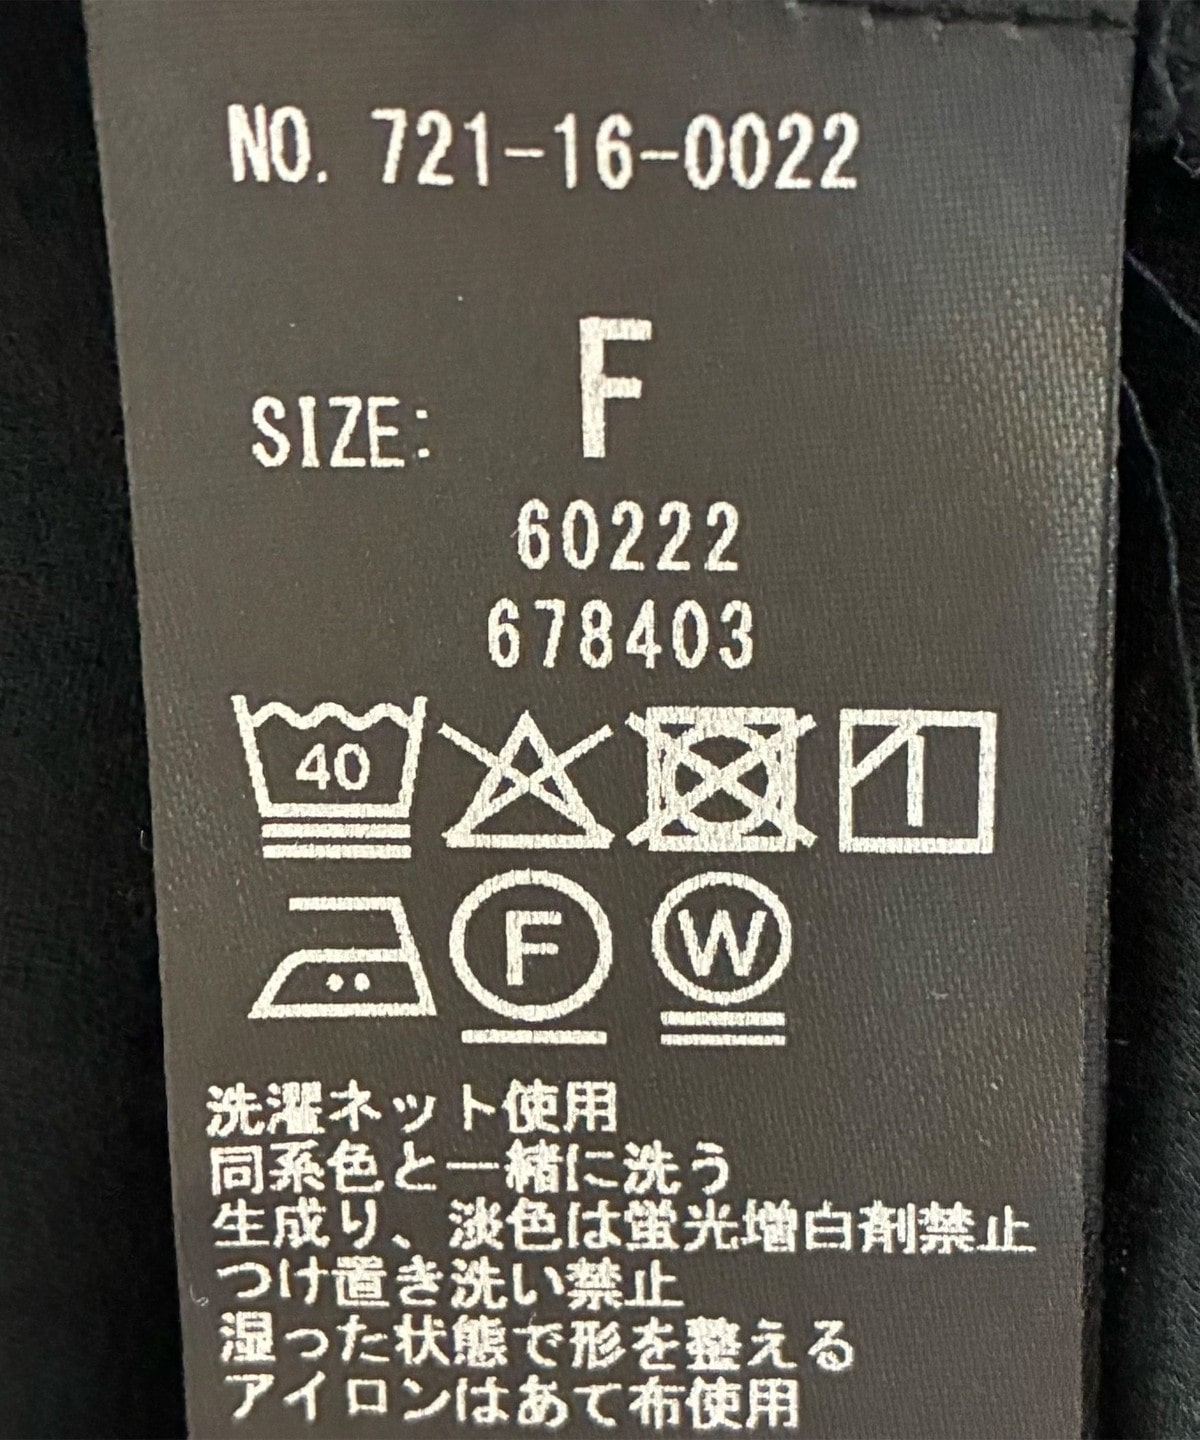 NO. 721-16-0022
SIZE: F
60222
678403
40
F
W
洗濯ネット使用
同系色と一緒に洗う
生成り、淡色は蛍光増白剤禁止
つけ置き洗い禁止
湿った状態で形を整える
アイロンはあて布使用